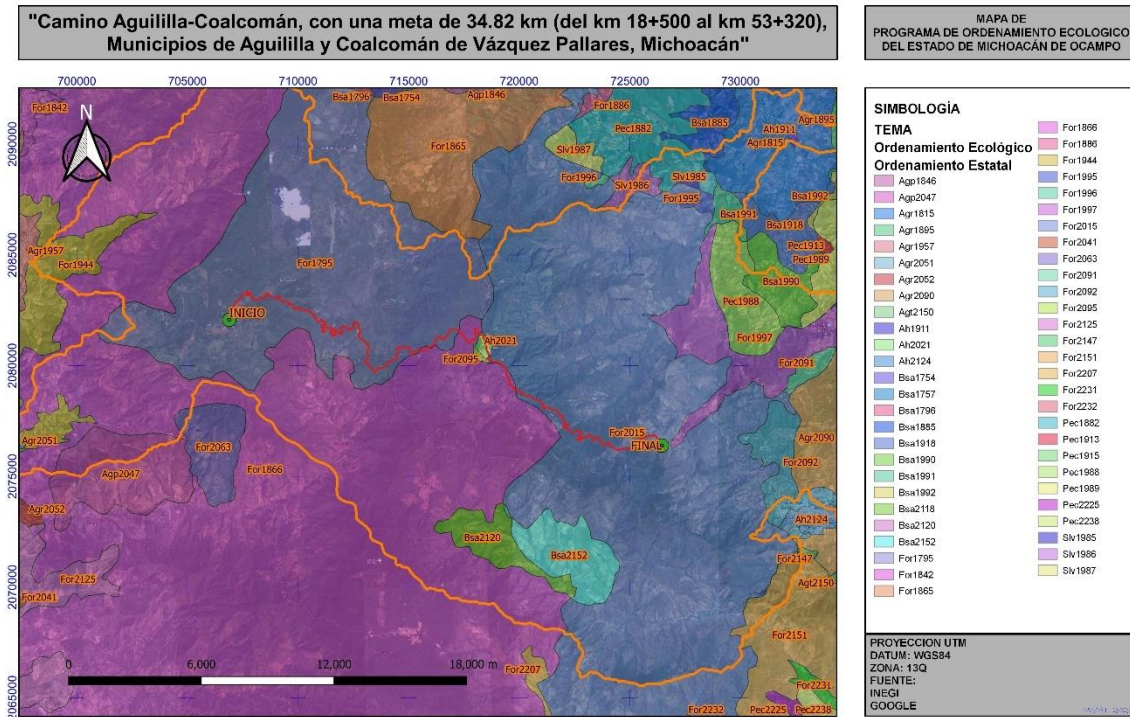 "Camino Aguililla-Coalcomán, con una meta de 34.82 km (del km 18+500 al km 53+320),
Municipios de Aguililla y Coalcomán de Vázquez Pallares, Michoacán"
MAPA DE
PROGRAMA DE ORDENAMIENTO ECOLOGICO
DEL ESTADO DE MICHOACÁN DE OCAMPO
700000 705000 710000 715000 720000 725000 730000
2090000
2085000
2080000
2075000
2070000
2065000
N
For1842
Bsa1796
Bsa1754
Agp1846
For1886
Bsa1885
Agr1895
Pec1882
Ah1911
Agr1815
For1865
Slv1987
For1996
Slv1986
Slv1985
For1995
Bsa1992
Bsa1991
Bsa1918
Agr1957
For1944
For1795
Pec1913
Pec1989
Bsa1990
Pec1988
INICIO
For1997
Ah2021
For2095
For2091
For2015
FINAL
Agr2051
For2063
For1866
Agp2047
Agr2090
For2092
Agr2052
Ah2124
Bsa2120
Bsa2152
For2147
For2125
For2041
Agt2150
For2151
For2207
For2231
For2232
Pec2225
Pec2238
0 6,000 12,000 18,000 m
SIMBOLOGÍA
TEMA
Ordenamiento Ecológico
Ordenamiento Estatal
Agp1846
Agp2047
Agr1815
Agr1895
Agr1957
Agr2051
Agr2052
Agr2090
Agt2150
Ah1911
Ah2021
Ah2124
Bsa1754
Bsa1757
Bsa1796
Bsa1885
Bsa1918
Bsa1990
Bsa1991
Bsa1992
Bsa2118
Bsa2120
Bsa2152
For1795
For1842
For1865
For1866
For1886
For1944
For1995
For1996
For1997
For2015
For2041
For2063
For2091
For2092
For2095
For2125
For2147
For2151
For2207
For2231
For2232
Pec1882
Pec1913
Pec1915
Pec1988
Pec1989
Pec2225
Pec2238
Slv1985
Slv1986
Slv1987
PROYECCION UTM
DATUM: WGS84
ZONA: 13Q
FUENTE:
INEGI
GOOGLE